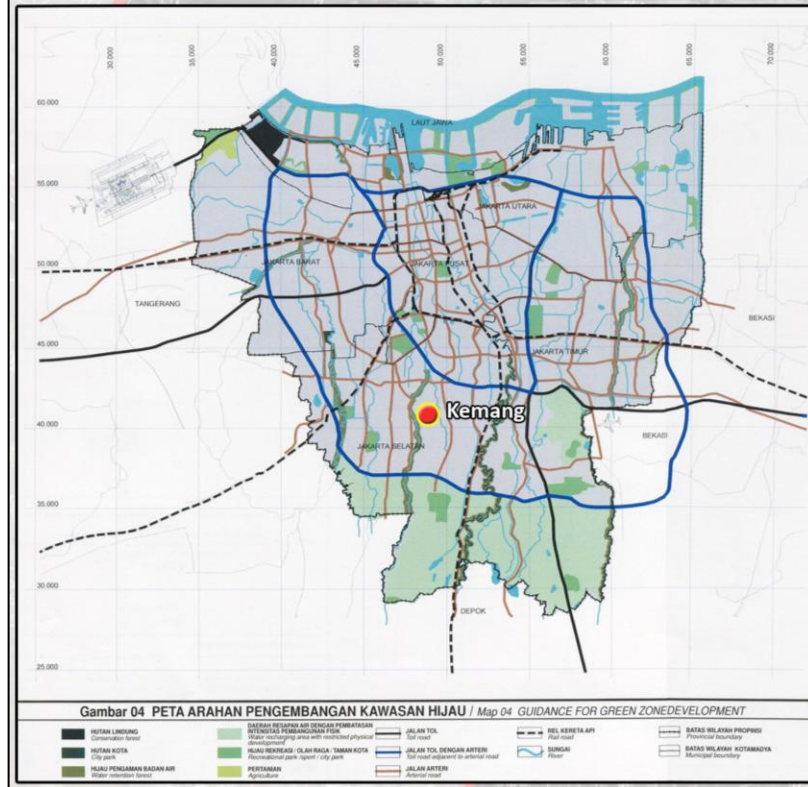 30.000
35.000
40.000
45.000
50.000
55.000
60.000
65.000
70.000
60.000
LAUT JAWA
55.000
JAKARTA UTARA
50.000
JAKARTA BARAT
JAKARTA PUSAT
TANGERANG
BEKASI
45.000
JAKARTA TIMUR
Kemang
40.000
JAKARTA SELATAN
BEKASI
35.000
30.000
DEPOK
25.000
Gambar 04 PETA ARAHAN PENGEMBANGAN KAWASAN HIJAU / Map 04 GUIDANCE FOR GREEN ZONEDEVELOPMENT
HUTAN LINDUNG
Conservation forest
HUTAN KOTA
City park
HIJAU PENGAMAN BADAN AIR
Water retention forest
DAERAH RESAPAN AIR DENGAN PEMBATASAN
INTENSITAS PEMBANGUNAN FISIK
Water recharging area with restricted physical
development
HIJAU REKREASI / OLAH RAGA / TAMAN KOTA
Recreational park /sport / city park
PERTANIAN
Agriculture
JALAN TOL
Toll road
JALAN TOL DENGAN ARTERI
Toll road adjacent to arterial road
JALAN ARTERI
Arterial road
REL KERETA API
Rail road
SUNGAI
River
BATAS WILAYAH PROPINSI
Provincial boundary
BATAS WILAYAH KOTAMADYA
Municipal boundary